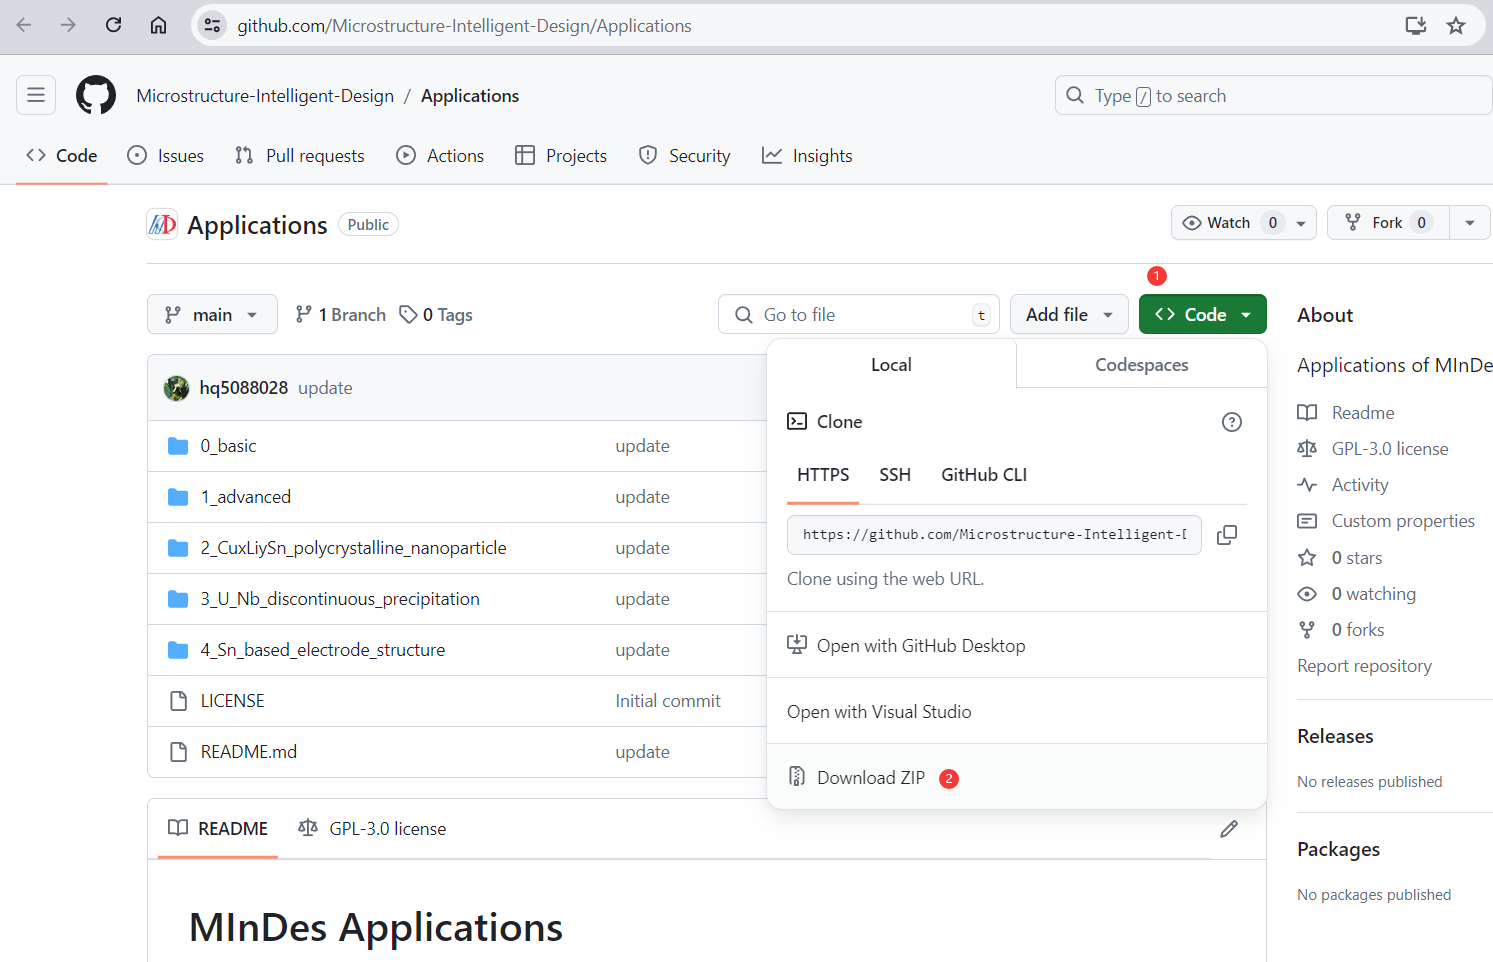 github.com/Microstructure-Intelligent-Design/Applications
Microstructure-Intelligent-Design / Applications
Type / to search
Code Issues Pull requests Actions Projects Security Insights
Applications Public
Watch 0 Fork 0
1
main 1 Branch 0 Tags Go to file t Add file Code
Local Codespaces
Clone
HTTPS SSH GitHub CLI
https://github.com/Microstructure-Intelligent-D
Clone using the web URL.
Open with GitHub Desktop
Open with Visual Studio
Download ZIP 2
hq5088028 update
0_basic update
1_advanced update
2_CuxLiySn_polycrystalline_nanoparticle update
3_U_Nb_discontinuous_precipitation update
4_Sn_based_electrode_structure update
LICENSE Initial commit
README.md update
README GPL-3.0 license
MInDes Applications
About
Applications of MInDe
Readme
GPL-3.0 license
Activity
Custom properties
0 stars
0 watching
0 forks
Report repository
Releases
No releases published
Packages
No packages published